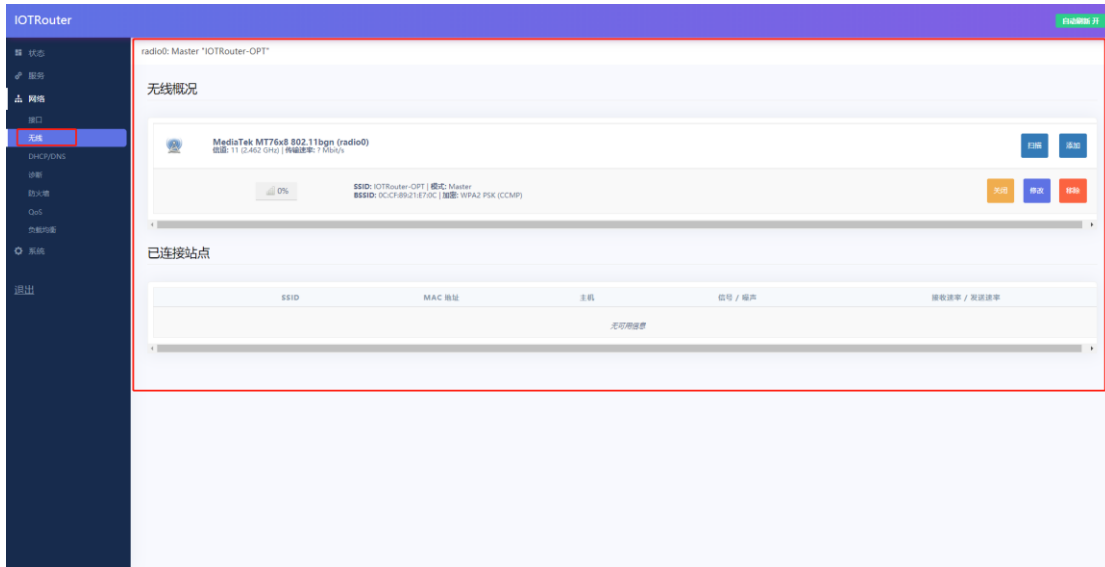 IOTRouter
自动刷新 开
状态
服务
网络
接口
无线
DHCP/DNS
诊断
防火墙
QoS
负载均衡
系统
退出
radio0: Master "IOTRouter-OPT"
无线概况
MediaTek MT76x8 802.11bgn (radio0)
信道: 11 (2.462 GHz) | 传输速率: ? Mbit/s
扫描
添加
0%
SSID: IOTRouter-OPT | 模式: Master
BSSID: 0C:CF:89:21:E7:0C | 加密: WPA2 PSK (CCMP)
关闭
修改
移除
已连接站点
SSID MAC 地址 主机 信号 / 噪声 接收速率 / 发送速率
无可用信息